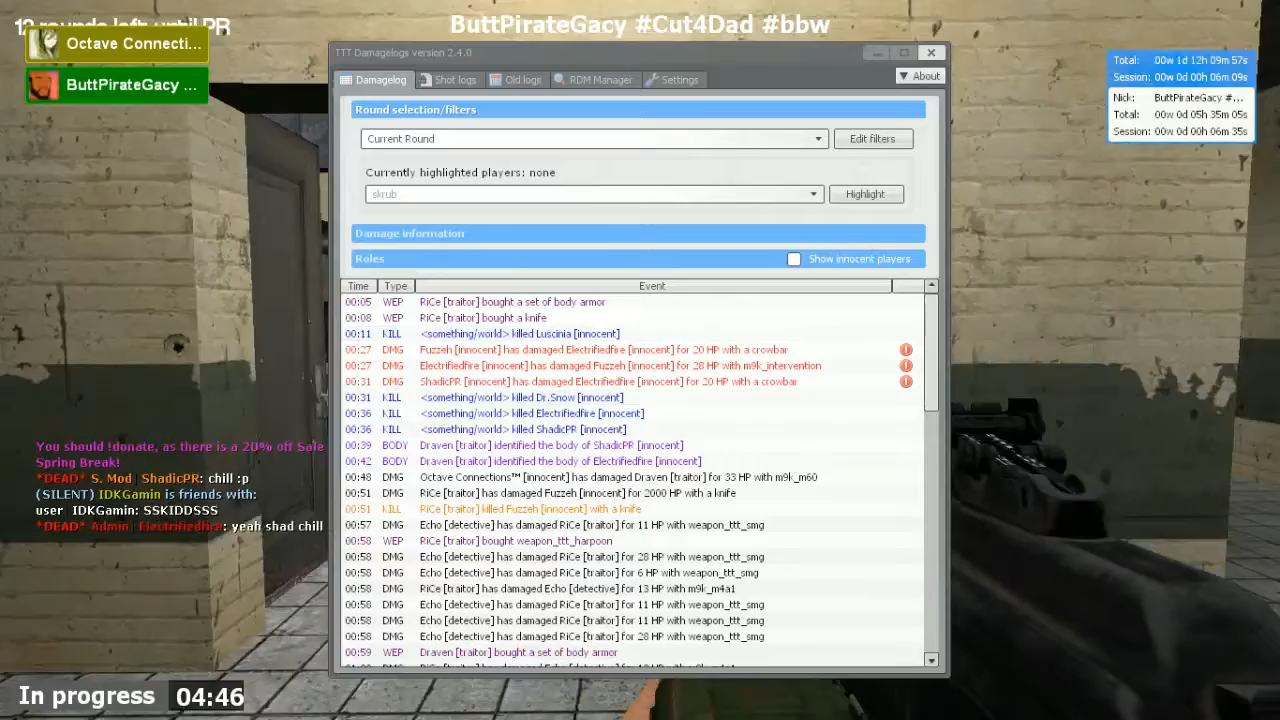 ButtPirateGacy #Cut4Dad #bbw
12 rounds left until PR
Octave Connecti...
ButtPirateGacy ...
Total: 00w 1d 12h 09m 57s
Session: 00w 0d 00h 06m 09s
Nick: ButtPirateGacy #...
Total: 00w 0d 05h 35m 05s
Session: 00w 0d 00h 06m 35s
TTT Damagelogs version 2.4.0
Damagelog Shot logs Old logs RDM Manager Settings ▼ About
Round selection/filters
Current Round Edit filters
Currently highlighted players: none
skrub Highlight
Damage information
Roles Show innocent players
Time Type Event
00:05 WEP RiCe [traitor] bought a set of body armor
00:08 WEP RiCe [traitor] bought a knife
00:11 KILL <something/world> killed Luscinia [innocent]
00:27 DMG Fuzzeh [innocent] has damaged Electrifiedfire [innocent] for 20 HP with a crowbar
00:27 DMG Electrifiedfire [innocent] has damaged Fuzzeh [innocent] for 28 HP with m9k_intervention
00:31 DMG ShadicPR [innocent] has damaged Electrifiedfire [innocent] for 20 HP with a crowbar
00:31 KILL <something/world> killed Dr.Snow [innocent]
00:36 KILL <something/world> killed Electrifiedfire [innocent]
00:36 KILL <something/world> killed ShadicPR [innocent]
00:39 BODY Draven [traitor] identified the body of ShadicPR [innocent]
00:42 BODY Draven [traitor] identified the body of Electrifiedfire [innocent]
00:48 DMG Octave Connections™ [innocent] has damaged Draven [traitor] for 33 HP with m9k_m60
00:51 DMG RiCe [traitor] has damaged Fuzzeh [innocent] for 2000 HP with a knife
00:51 KILL RiCe [traitor] killed Fuzzeh [innocent] with a knife
00:57 DMG Echo [detective] has damaged RiCe [traitor] for 11 HP with weapon_ttt_smg
00:58 WEP RiCe [traitor] bought weapon_ttt_harpoon
00:58 DMG Echo [detective] has damaged RiCe [traitor] for 28 HP with weapon_ttt_smg
00:58 DMG Echo [detective] has damaged RiCe [traitor] for 6 HP with weapon_ttt_smg
00:58 DMG RiCe [traitor] has damaged Echo [detective] for 13 HP with m9k_m4a1
00:58 DMG Echo [detective] has damaged RiCe [traitor] for 11 HP with weapon_ttt_smg
00:58 DMG Echo [detective] has damaged RiCe [traitor] for 11 HP with weapon_ttt_smg
00:58 DMG Echo [detective] has damaged RiCe [traitor] for 28 HP with weapon_ttt_smg
00:59 WEP Draven [traitor] bought a set of body armor
You should !donate, as there is a 20% off Sale
Spring Break!
*DEAD* S. Mod | ShadicPR: chill :p
(SILENT) IDKGamin is friends with:
user IDKGamin: SSKIDDSSS
*DEAD* Admin | Electrifiedfire: yeah shad chill
In progress 04:46